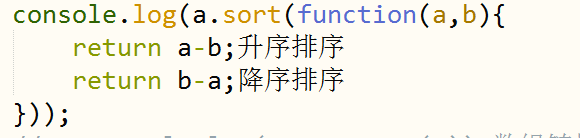 console.log(a.sort(function(a,b){
    return a-b;升序排序
    return b-a;降序排序
}));